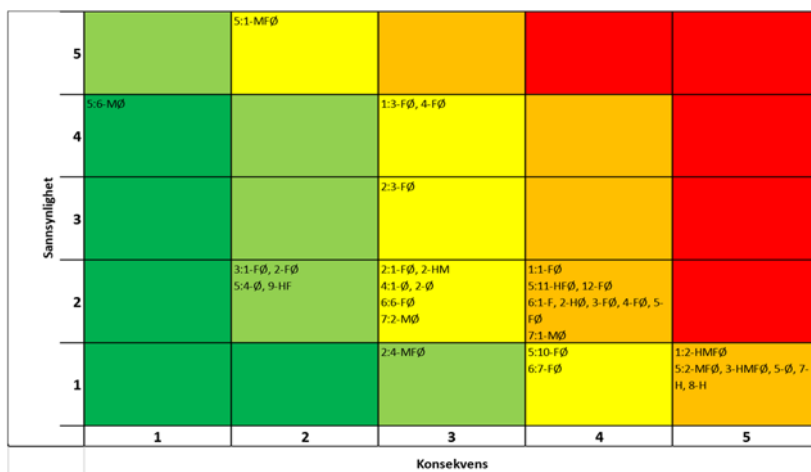 5:1-MFØ
5
5:6-MØ
1:3-FØ, 4-FØ
4
Sannsynlighet
2:3-FØ
3
3:1-FØ, 2-FØ
5:4-Ø, 9-HF
2:1-FØ, 2-HM
4:1-Ø, 2-Ø
6:6-FØ
7:2-MØ
1:1-FØ
5:11-HFØ, 12-FØ
6:1-F, 2-HØ, 3-FØ, 4-FØ, 5-
FØ
7:1-MØ
2
2:4-MFØ
5:10-FØ
6:7-FØ
1:2-HMFØ
5:2-MFØ, 3-HMFØ, 5-Ø, 7-
H, 8-H
1
1 2 3 4 5
Konsekvens